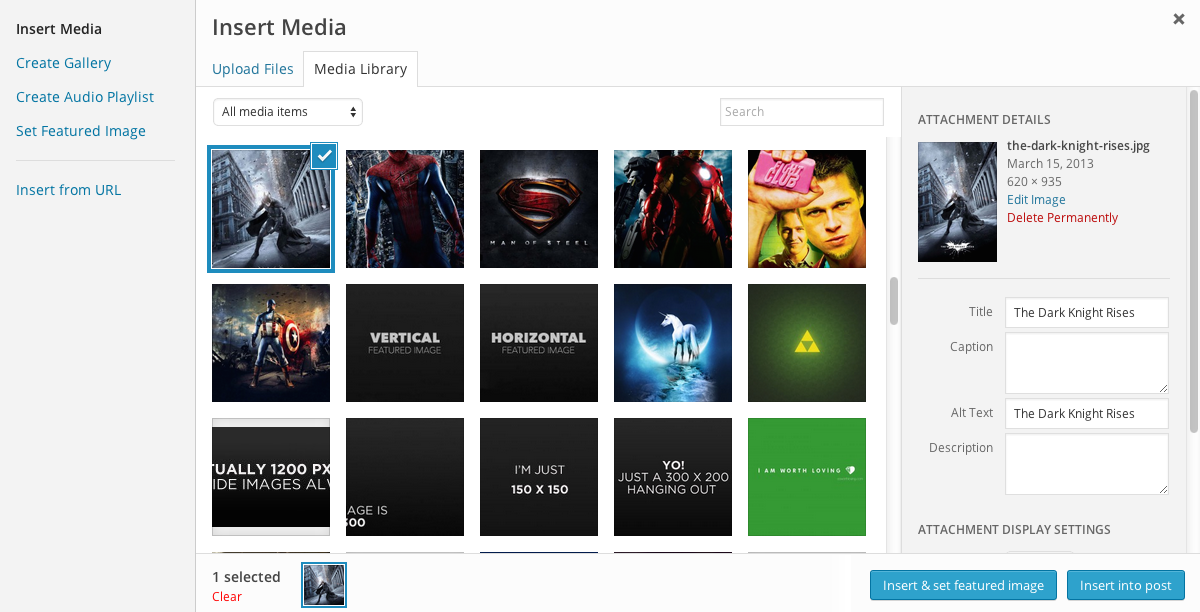 Insert Media
Create Gallery
Create Audio Playlist
Set Featured Image
Insert from URL
Insert Media
Upload Files
Media Library
All media items
Search
MAN OF STEEL
CLUB
VERTICAL
FEATURED IMAGE
HORIZONTAL
FEATURED IMAGE
TUALLY 1200 PX
IDE IMAGES AL
AGE IS
I'M JUST
150 X 150
YO!
JUST A 300 X 200
HANGING OUT
I AM WORTH LOVING
ATTACHMENT DETAILS
the-dark-knight-rises.jpg
March 15, 2013
620 × 935
Edit Image
Delete Permanently
Title
The Dark Knight Rises
Caption
Alt Text
The Dark Knight Rises
Description
ATTACHMENT DISPLAY SETTINGS
1 selected
Clear
Insert & set featured image
Insert into post